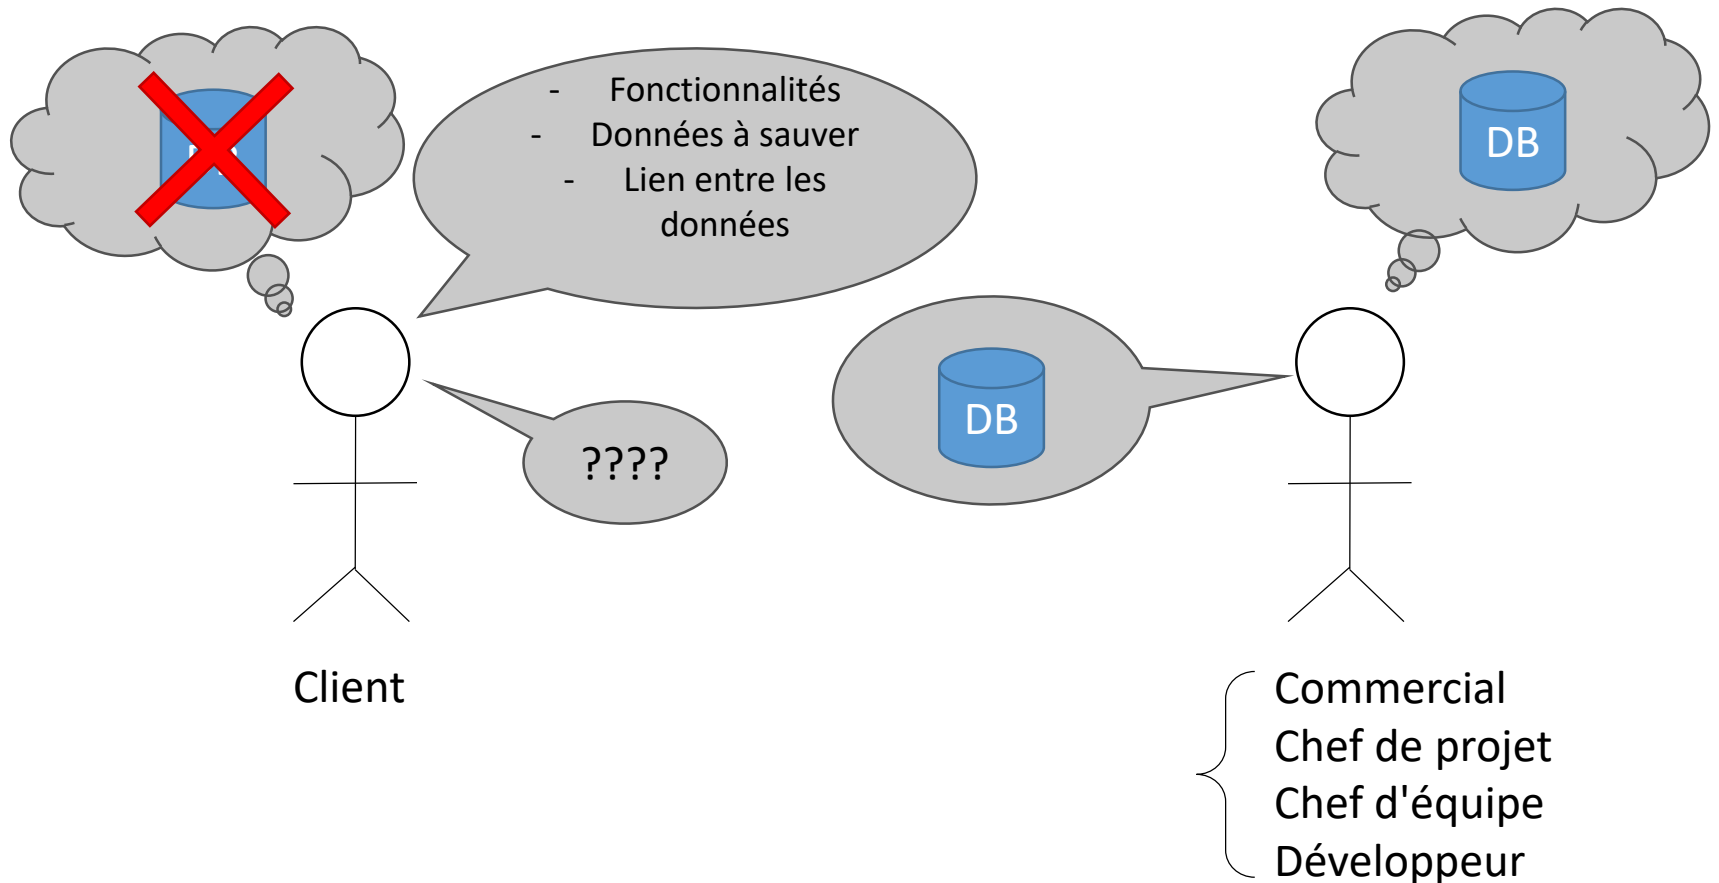 - Fonctionnalités
- Données à sauver
- Lien entre les
données
DB
DB
????
Client
Commercial
Chef de projet
Chef d'équipe
Développeur